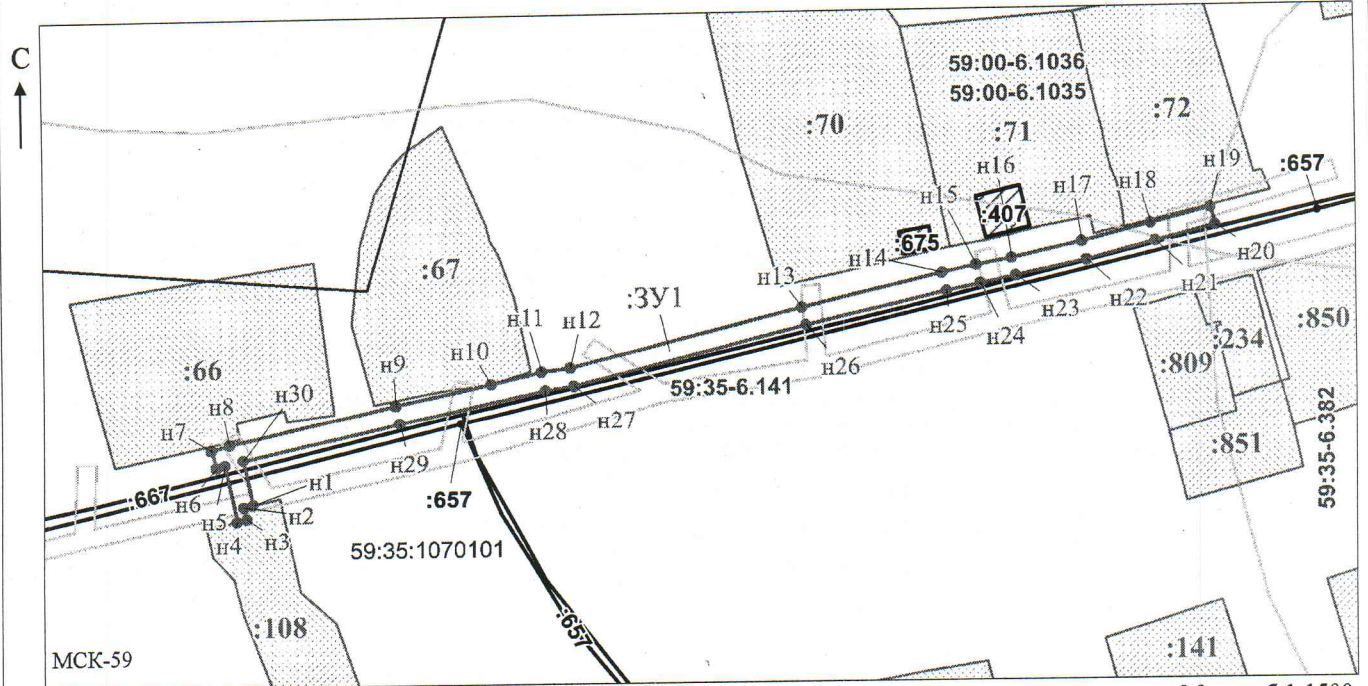 С
59:00-6.1036
59:00-6.1035
:70
:71
:72
н16
н19
:657
н15
н17
н18
:407
:675
н14
:67
:ЗУ1
н13
н20
н21
н22
н23
н24
н25
н26
:850
:234
:809
н11
н12
н10
н9
:66
н30
н8
59:35-6.141
н27
н28
н29
н7
:851
59:35-6.382
:667
н6
н1
н5
н2
н4
н3
:657
59:35:1070101
:657
:108
МСК-59
:141